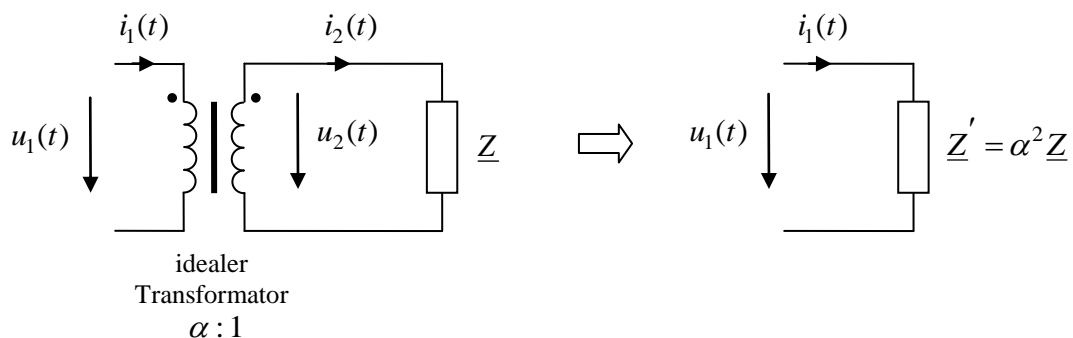 i₁(t)
i₂(t)
i₁(t)
u₁(t)
u₂(t)
Z
u₁(t)
Z′ = α²Z
idealer
Transformator
α : 1